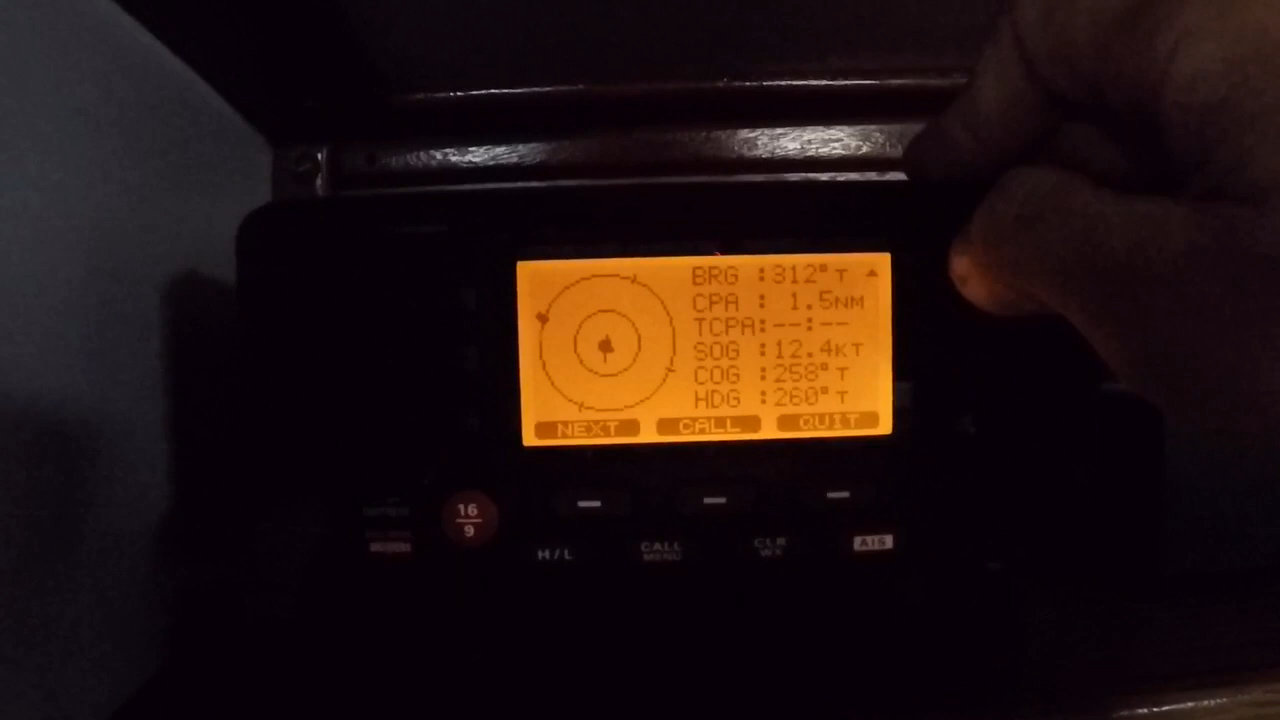 BRG :312°T
CPA : 1.5NM
TCPA:--:--
SOG :12.4KT
COG :258°T
HDG :260°T
NEXT CALL QUIT
16
9
H/L CALL MENU CLR WX AIS